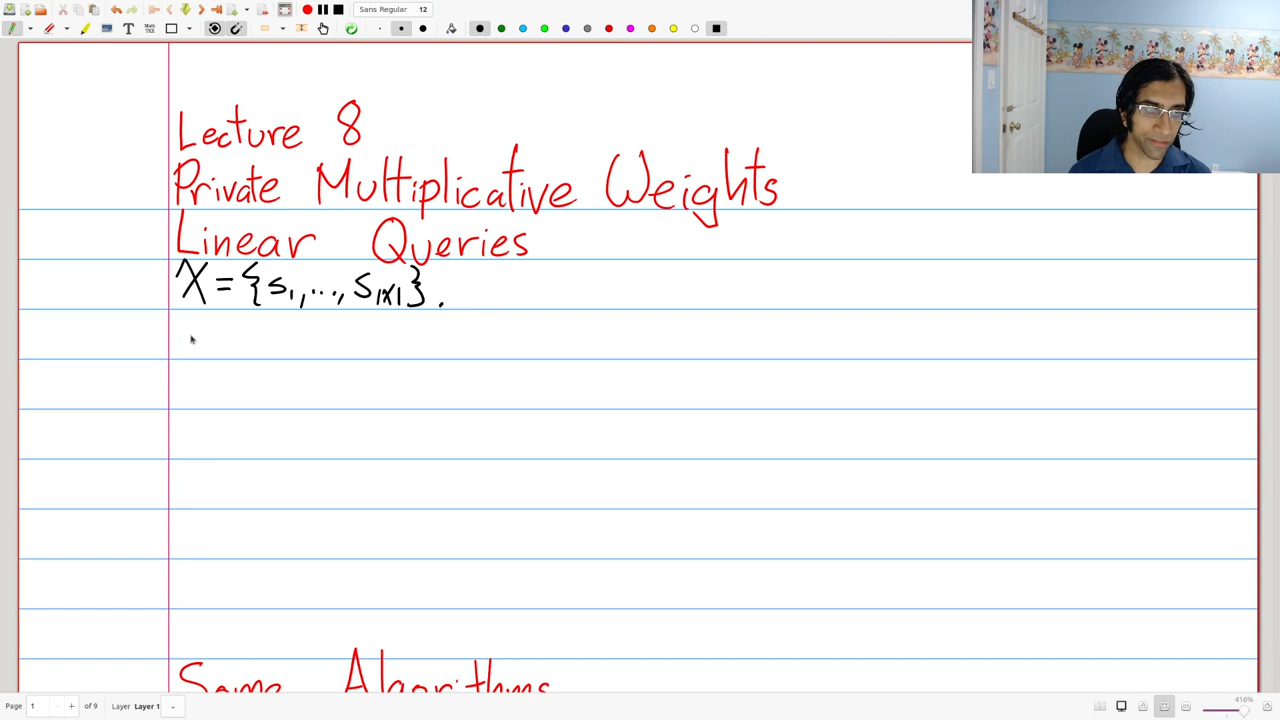 Sans Regular 12
Lecture 8
Private Multiplicative Weights
Linear Queries
X = {s₁, ..., s|X|}.
Some Algorithms
Page 1 of 9 Layer Layer 1 416%